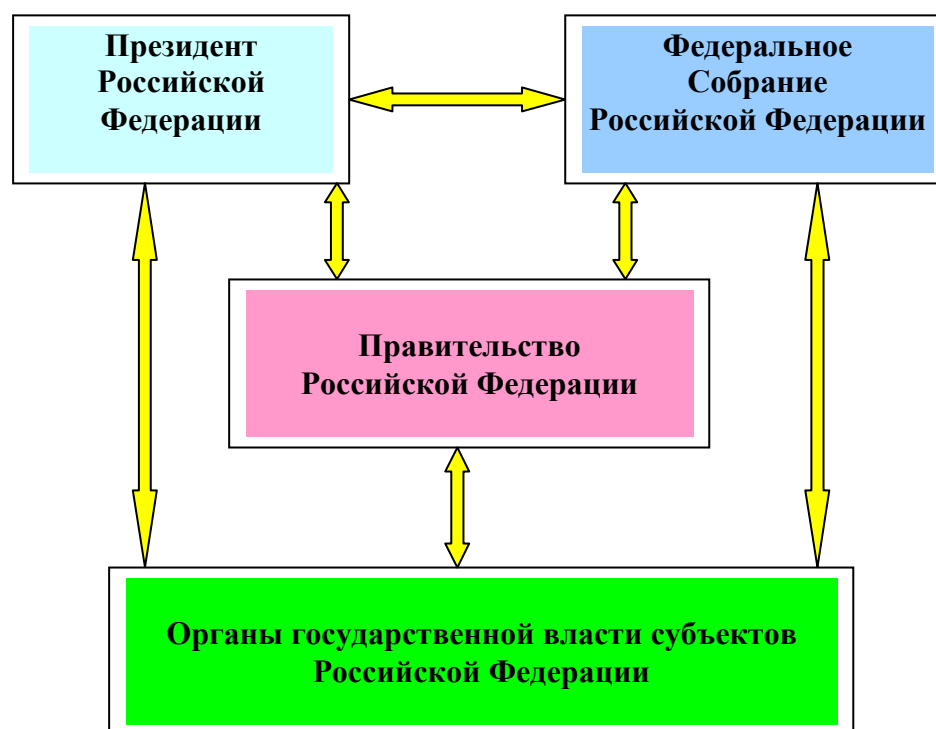 Президент
Российской
Федерации
Федеральное
Собрание
Российской Федерации
Правительство
Российской Федерации
Органы государственной власти субъектов
Российской Федерации